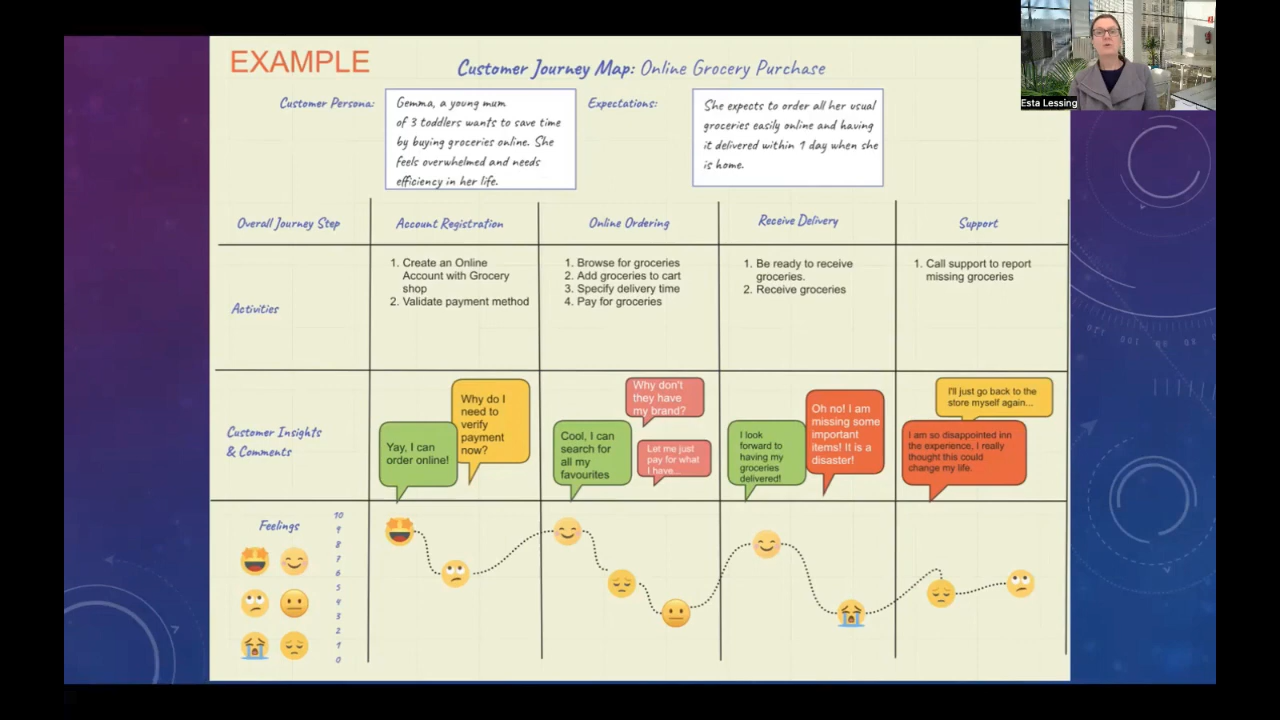 EXAMPLE
Customer Journey Map: Online Grocery Purchase
Esta Lessing
Customer Persona:
Gemma, a young mum
of 3 toddlers wants to save time
by buying groceries online. She
feels overwhelmed and needs
efficiency in her life.
Expectations:
She expects to order all her usual
groceries easily online and having
it delivered within 1 day when she
is home.
Overall Journey Step
Account Registration
Online Ordering
Receive Delivery
Support
Activities
1. Create an Online
Account with Grocery
shop
2. Validate payment method
1. Browse for groceries
2. Add groceries to cart
3. Specify delivery time
4. Pay for groceries
1. Be ready to receive
groceries.
2. Receive groceries
1. Call support to report
missing groceries
Customer Insights
& Comments
Yay, I can
order online!
Why do I
need to
verify
payment
now?
Cool, I can
search for
all my
favourites
Why don't
they have
my brand?
Let me just
pay for what
I have...
I look
forward to
having my
groceries
delivered!
Oh no! I am
missing some
important
items! It is a
disaster!
I'll just go back to the
store myself again...
I am so disappointed inn
the experience, I really
thought this could
change my life.
Feelings
10
9
8
7
6
5
4
3
2
1
0